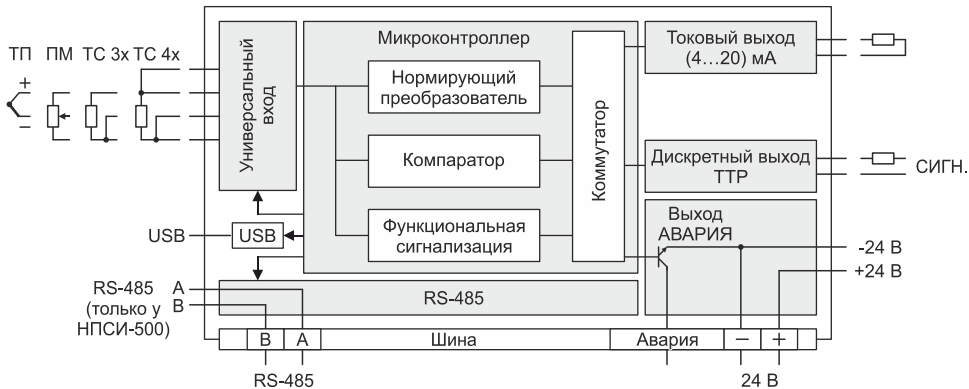 ТП
ПМ
ТС 3х
ТС 4х
+
−
Универсальный
вход
Микроконтроллер
Нормирующий
преобразователь
Компаратор
Функциональная
сигнализация
Коммутатор
Токовый выход
(4...20) мА
Дискретный выход
ТТР
СИГН.
Выход
АВАРИЯ
-24 В
+24 В
USB
USB
RS-485
(только у
НПСИ-500)
A
B
RS-485
B
A
Шина
Авария
−
+
RS-485
24 В